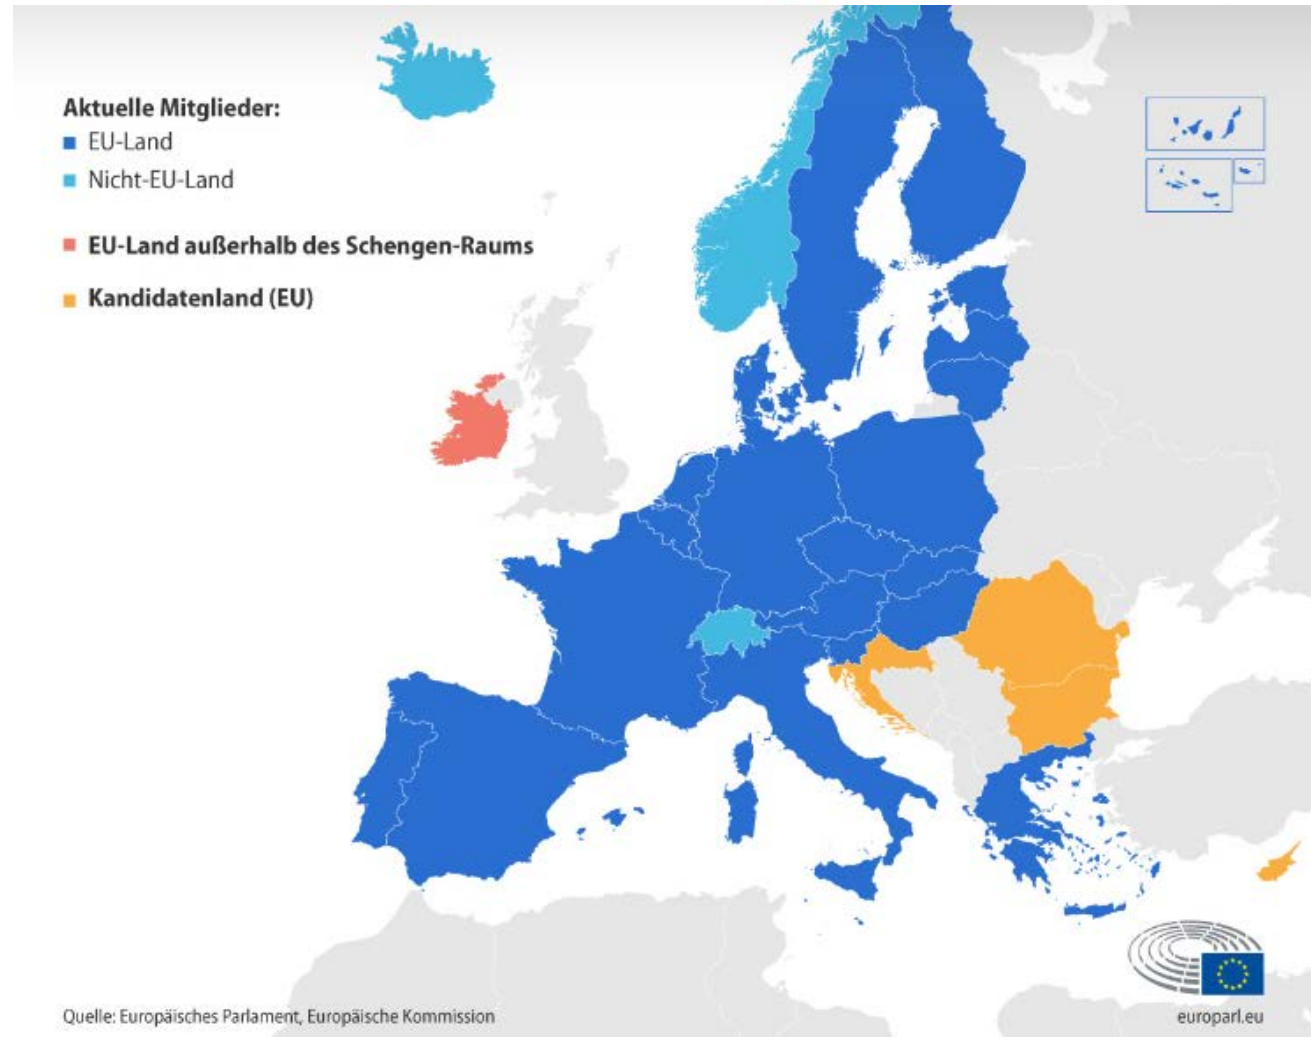 Aktuelle Mitglieder:
EU-Land
Nicht-EU-Land
EU-Land außerhalb des Schengen-Raums
Kandidatenland (EU)
Quelle: Europäisches Parlament, Europäische Kommission
europarl.eu